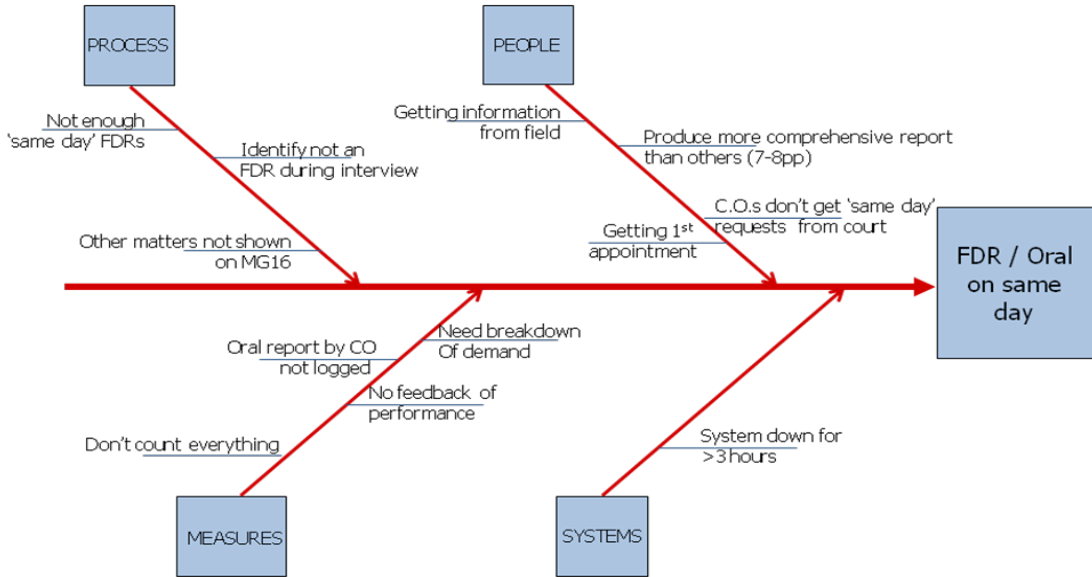 PROCESS
PEOPLE
Not enough
‘same day’ FDRs
Identify not an
FDR during interview
Other matters not shown
on MG16
Getting information
from field
Produce more comprehensive report
than others (7-8pp)
C.O.s don’t get ‘same day’
requests from court
Getting 1st
appointment
FDR / Oral
on same
day
Need breakdown
Of demand
Oral report by CO
not logged
No feedback of
performance
Don’t count everything
System down for
>3 hours
MEASURES
SYSTEMS